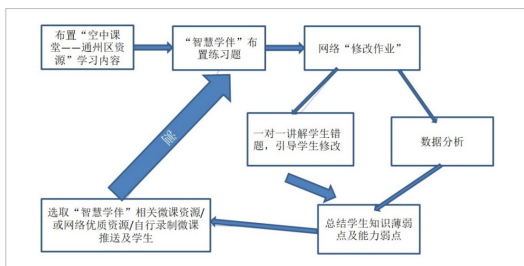 布置“空中课
堂——通州区资
源”学习内容
“智慧学伴”布
置练习题
网络“修改作业”
一对一讲解学生错
题，引导学生修改
数据分析
选取“智慧学伴”相关微课资源/
或网络优质资源/自行录制微课
推送及学生
总结学生知识薄弱
点及能力弱点